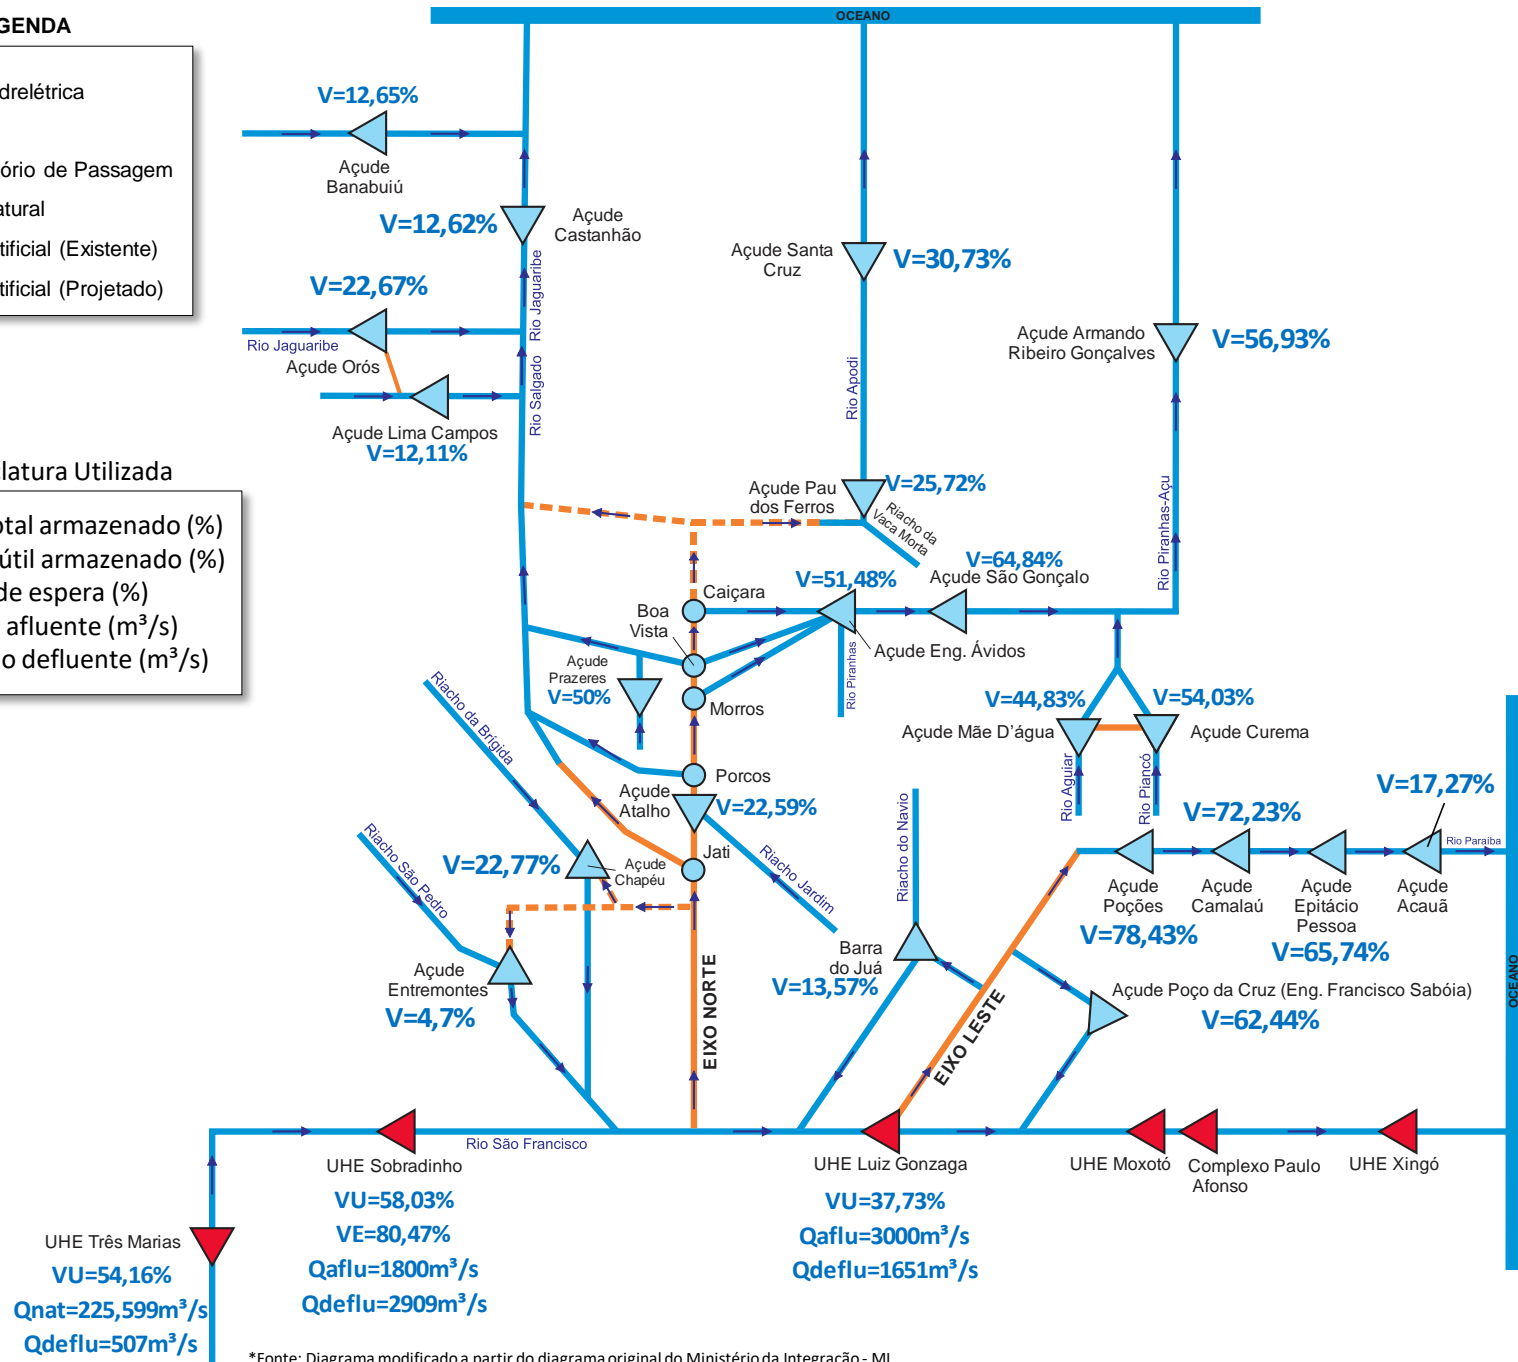 OCEANO
GENDA
drelétrica
ório de Passagem
atural
tificial (Existente)
tificial (Projetado)
V=12,65%
Açude
Banabuiú
V=12,62%
Açude
Castanhão
Rio Jaguaribe
V=22,67%
Rio Jaguaribe
Açude Orós
Rio Salgado
Açude Lima Campos
V=12,11%
Açude Santa
Cruz
V=30,73%
Rio Apodi
Açude Armando
Ribeiro Gonçalves
V=56,93%
Rio Piranhas-Açu
clatura Utilizada
otal armazenado (%)
útil armazenado (%)
de espera (%)
afluente (m³/s)
o defluente (m³/s)
Açude Pau
dos Ferros
V=25,72%
Riacho da
Vaca Morta
V=64,84%
Açude São Gonçalo
V=51,48%
Caiçara
Boa
Vista
Açude Eng. Ávidos
Rio Piranhas
Açude
Prazeres
V=50%
Morros
Riacho da Brígida
V=44,83%
V=54,03%
Açude Mãe D'água
Açude Curema
Rio Aguiar
Rio Piancó
Porcos
Açude
Atalho
V=22,59%
Rio do Navio
Riacho Jardim
Jati
V=22,77%
Açude
Chapéu
Riacho São Pedro
V=17,27%
V=72,23%
Rio Paraíba
Açude
Poções
V=78,43%
Açude
Camalaú
Açude
Epitácio
Pessoa
V=65,74%
Açude
Acauã
Barra
do Juá
V=13,57%
Açude
Entremontes
V=4,7%
EIXO NORTE
EIXO LESTE
Açude Poço da Cruz (Eng. Francisco Sabóia)
V=62,44%
OCEANO
Rio São Francisco
UHE Sobradinho
VU=58,03%
VE=80,47%
Qaflu=1800m³/s
Qdeflu=2909m³/s
UHE Luiz Gonzaga
VU=37,73%
Qaflu=3000m³/s
Qdeflu=1651m³/s
UHE Moxotó
Complexo Paulo
Afonso
UHE Xingó
UHE Três Marias
VU=54,16%
Qnat=225,599m³/s
Qdeflu=507m³/s
*Fonte: Diagrama modificado a partir do diagrama original do Ministério da Integração - MI